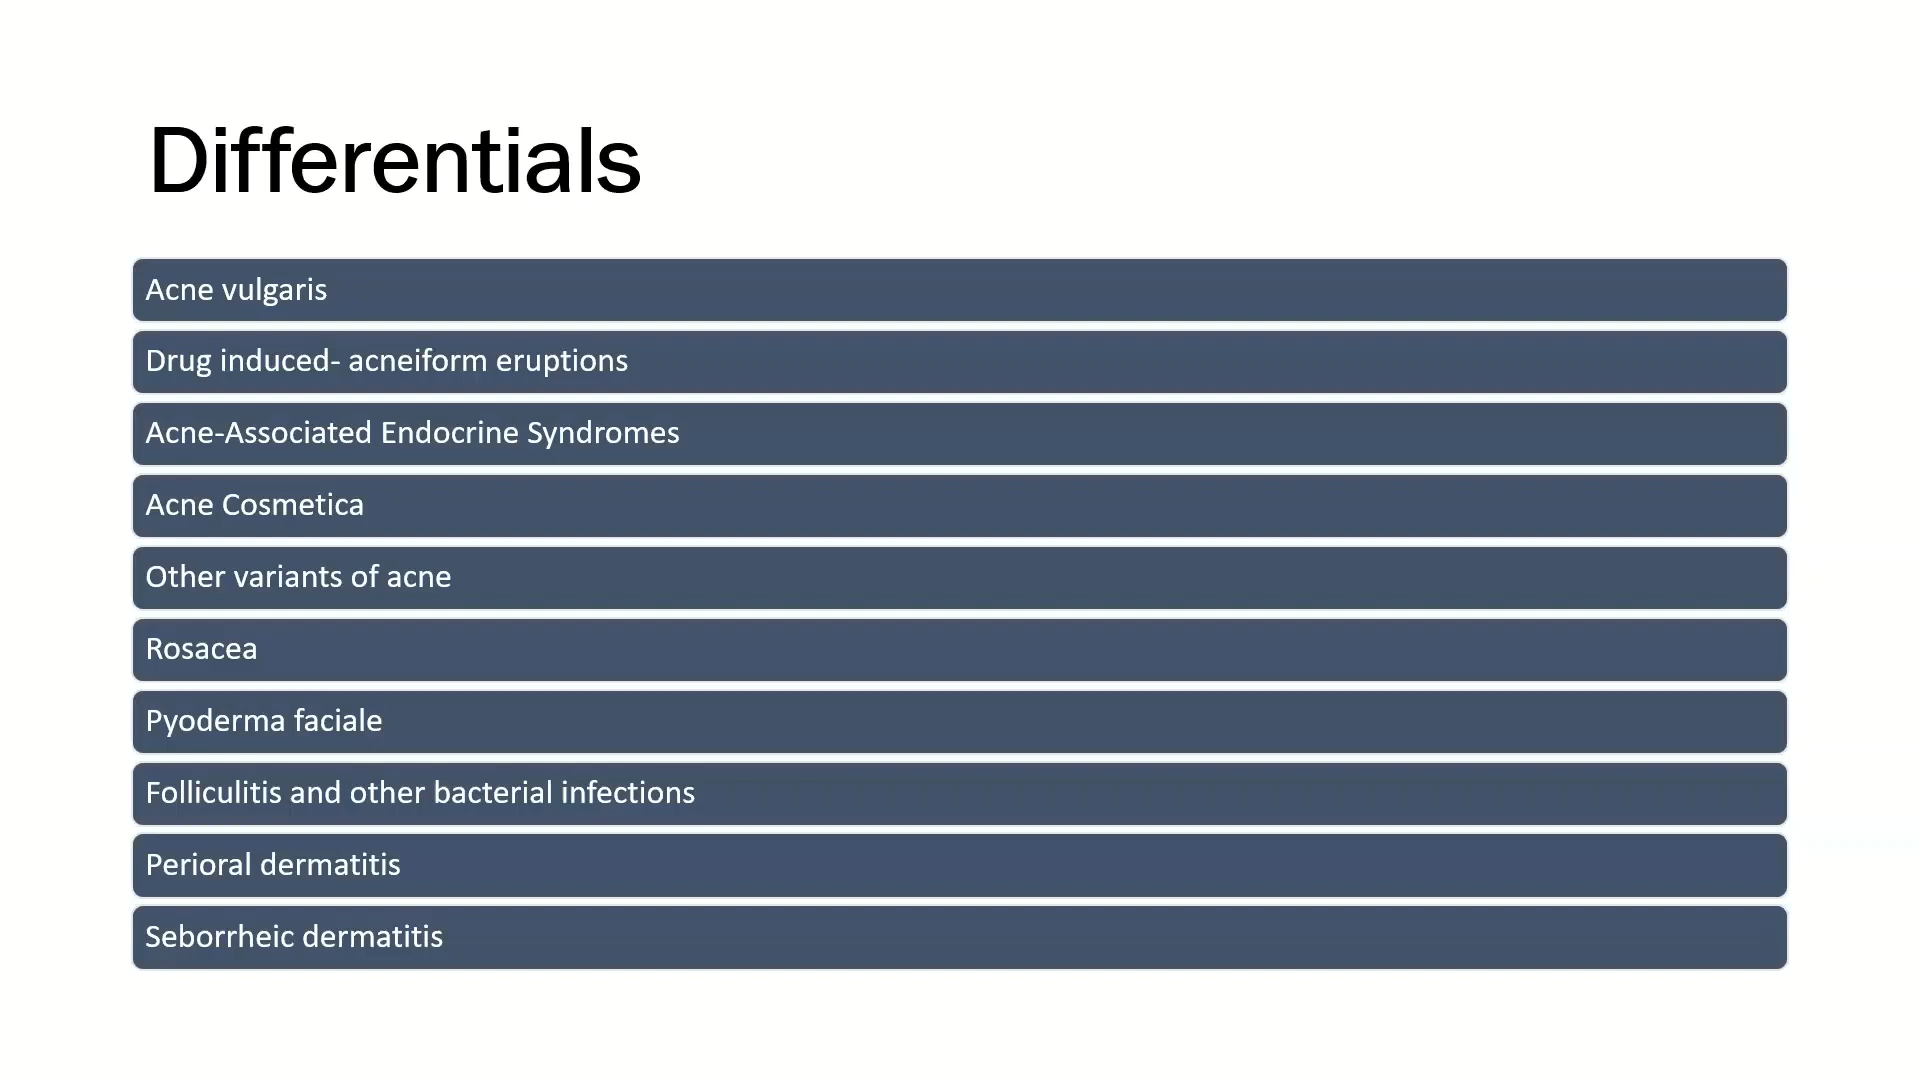 Differentials
Acne vulgaris
Drug induced- acneiform eruptions
Acne-Associated Endocrine Syndromes
Acne Cosmetica
Other variants of acne
Rosacea
Pyoderma faciale
Folliculitis and other bacterial infections
Perioral dermatitis
Seborrheic dermatitis